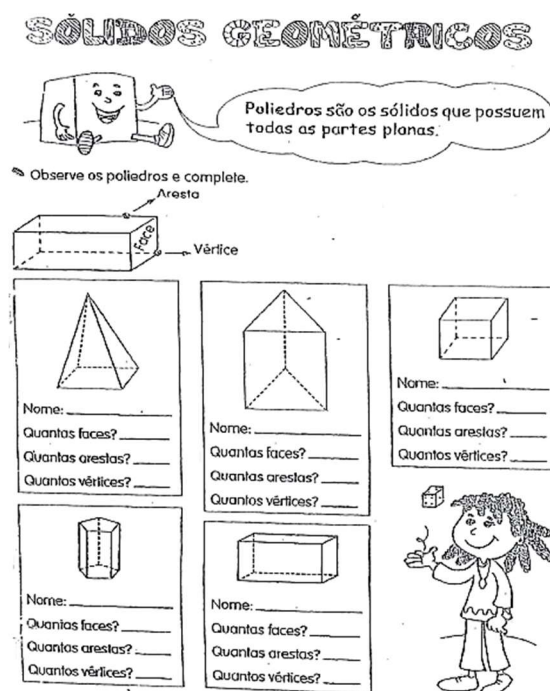 SÓLIDOS GEOMÉTRICOS
Poliedros são os sólidos que possuem
todas as partes planas.
Observe os poliedros e complete.
Aresta
Face
Vértice
Nome:
Quantas faces?
Quantas arestas?
Quantos vértices?
Nome:
Quantas faces?
Quantas arestas?
Quantos vértices?
Nome:
Quantas faces?
Quantas arestas?
Quantos vértices?
Nome:
Quantas faces?
Quantas arestas?
Quantos vértices?
Nome:
Quantas faces?
Quantas arestas?
Quantos vértices?